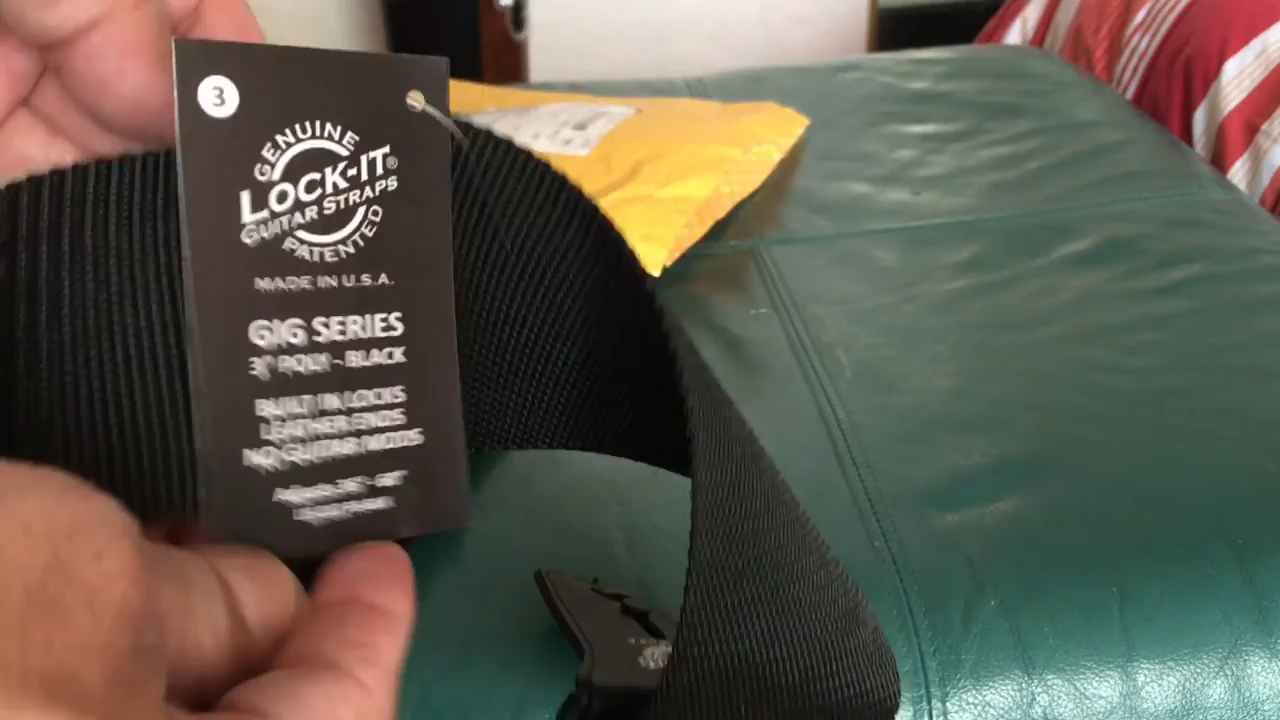 3
GENUINE
LOCK-IT®
GUITAR STRAPS
PATENTED
MADE IN U.S.A.
GIG SERIES
3" POLY - BLACK
BUILT IN LOCKS
LEATHER ENDS
NO GUITAR MODS